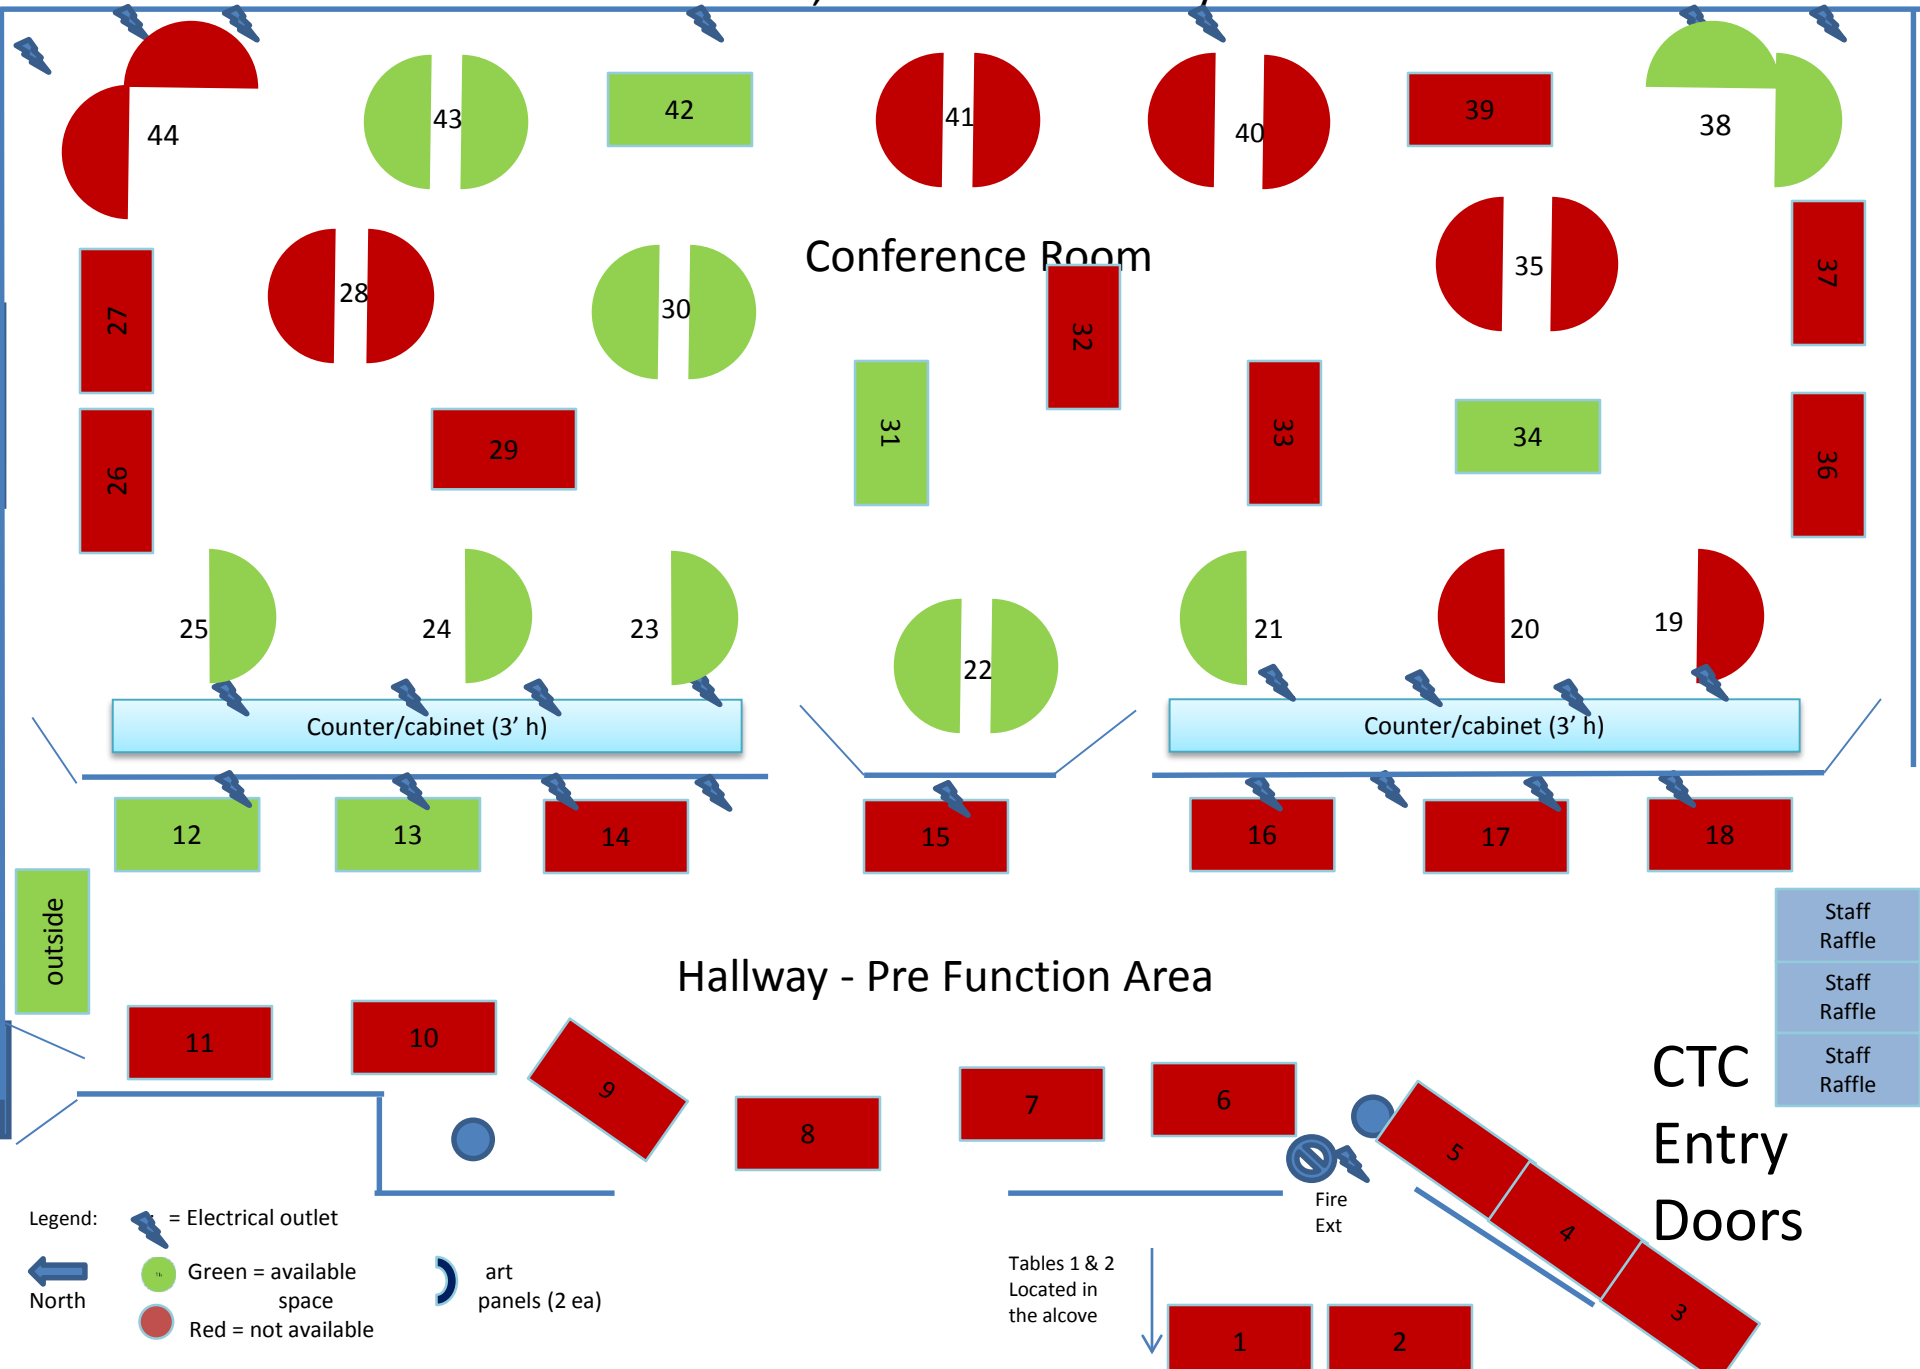 44
43
42
41
40
39
38
Conference Room
27
28
30
32
35
37
26
29
31
33
34
36
25
24
23
22
21
20
19
Counter/cabinet (3' h)
Counter/cabinet (3' h)
12
13
14
15
16
17
18
outside
Staff
Raffle
Staff
Raffle
Staff
Raffle
Hallway - Pre Function Area
11
10
9
8
7
6
5
4
3
CTC
Entry
Doors
Fire
Ext
Legend:
= Electrical outlet
North
Green = available
space
Red = not available
art
panels (2 ea)
Tables 1 & 2
Located in
the alcove
1
2